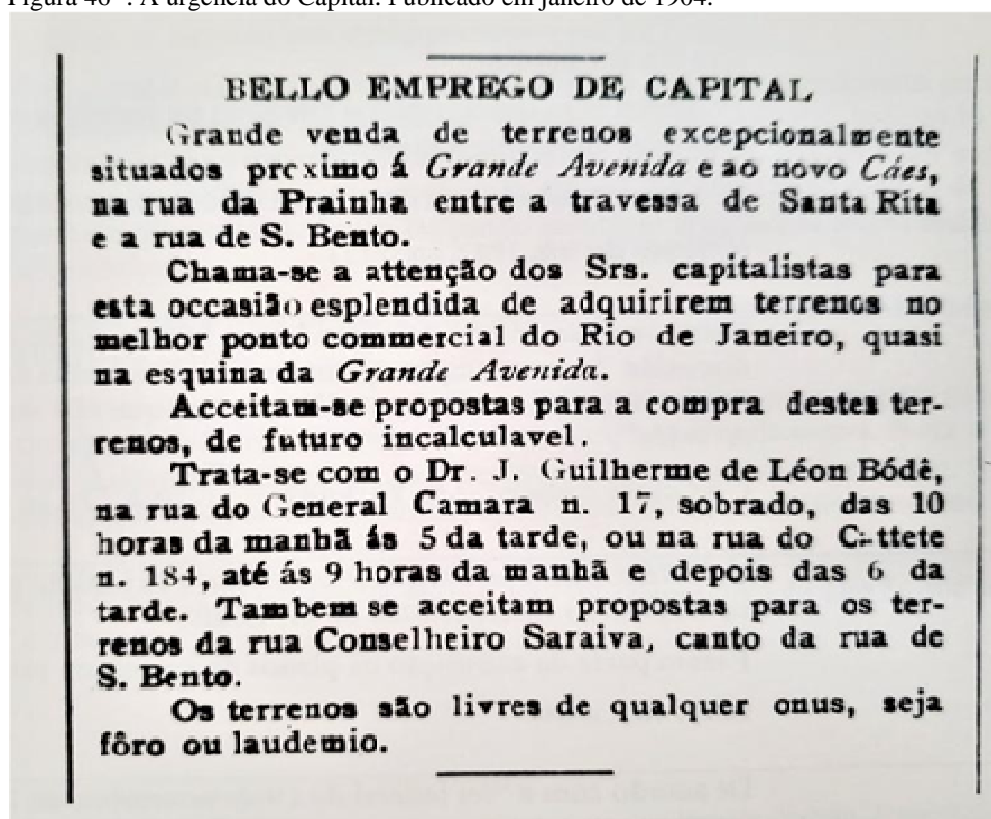 Figura 46 . A urgência do Capital. Publicado em janeiro de 1904.
BELLO EMPREGO DE CAPITAL
Grande venda de terrenos excepcionalmente
situados proximo á Grande Avenida e ao novo Cáes,
na rua da Prainha entre a travessa de Santa Rita
e a rua de S. Bento.
Chama-se a attenção dos Srs. capitalistas para
esta occasião esplendida de adquirirem terrenos no
melhor ponto commercial do Rio de Janeiro, quasi
na esquina da Grande Avenida.
Acceitam-se propostas para a compra destes ter-
renos, de futuro incalculavel.
Trata-se com o Dr. J. Guilherme de Léon Bódê,
na rua do General Camara n. 17, sobrado, das 10
horas da manhã ás 5 da tarde, ou na rua do Cattete
n. 184, até ás 9 horas da manhã e depois das 6 da
tarde. Tambem se acceitam propostas para os ter-
renos da rua Conselheiro Saraiva, canto da rua de
S. Bento.
Os terrenos são livres de qualquer onus, seja
fôro ou laudemio.